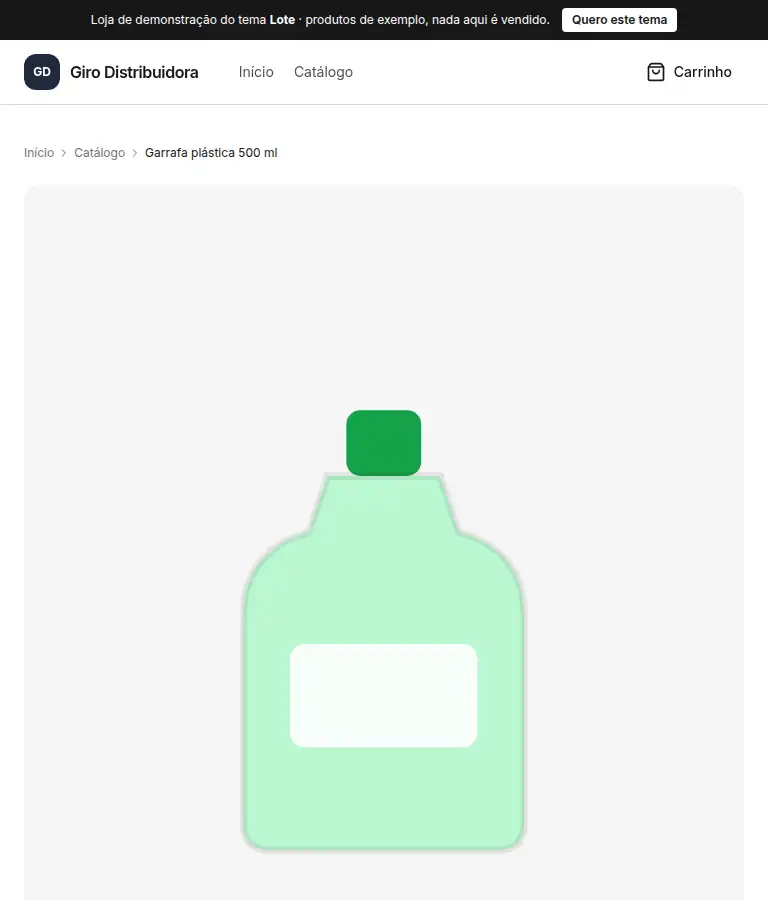 Loja de demonstração do tema Lote · produtos de exemplo, nada aqui é vendido. Quero este tema
GD Giro Distribuidora Início Catálogo Carrinho
Início > Catálogo > Garrafa plástica 500 ml